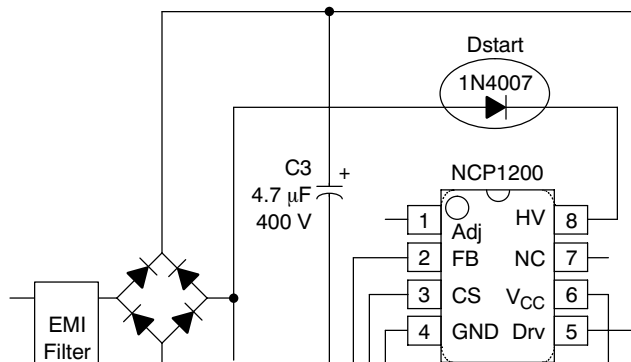 Dstart
1N4007
C3
+
4.7 μF
400 V
NCP1200
1
Adj
HV
8
2
FB
NC
7
3
CS
VCC
6
4
GND
Drv
5
EMI
Filter